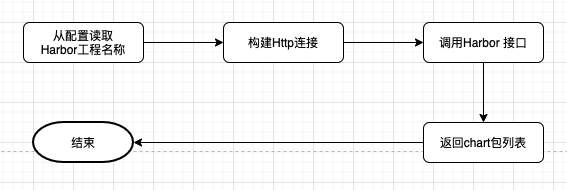 从配置读取
Harbor工程名称
构建Http连接
调用Harbor 接口
返回chart包列表
结束